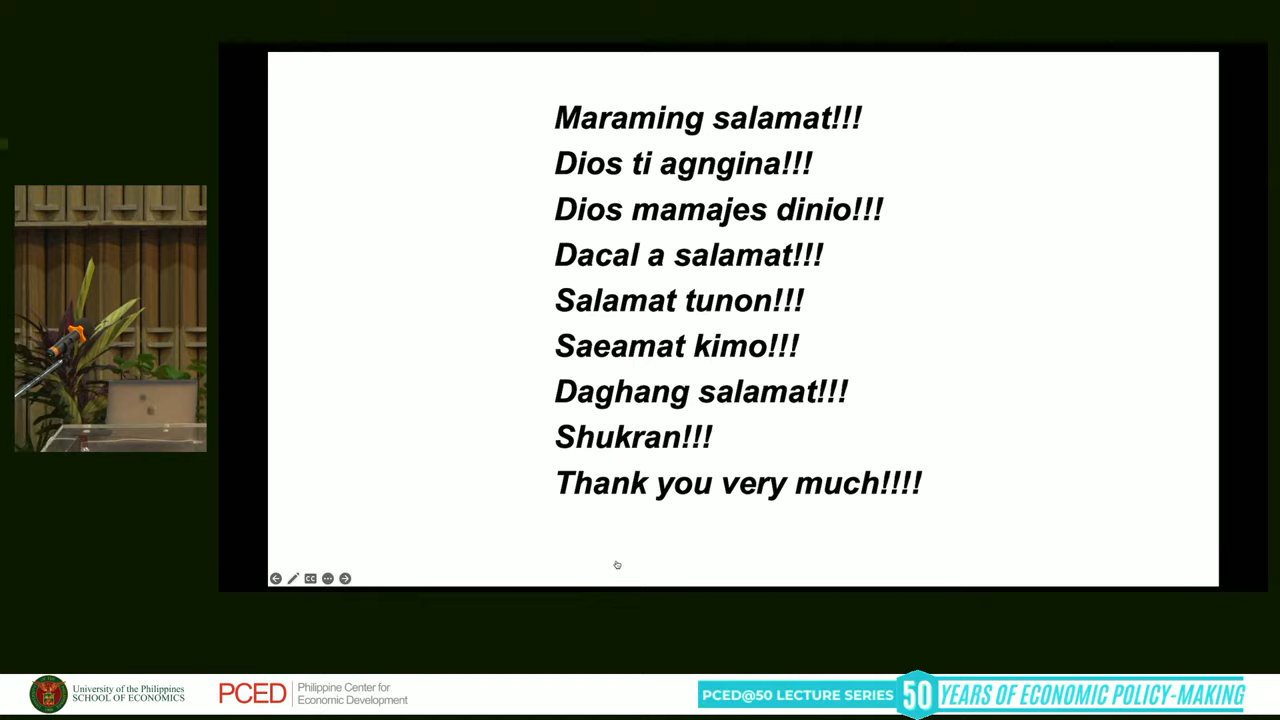 Maraming salamat!!!
Dios ti agngina!!!
Dios mamajes dinio!!!
Dacal a salamat!!!
Salamat tunon!!!
Saeamat kimo!!!
Daghang salamat!!!
Shukran!!!
Thank you very much!!!!
CC
University of the Philippines
SCHOOL OF ECONOMICS
PCED
Philippine Center for
Economic Development
PCED@50 LECTURE SERIES
50 YEARS OF ECONOMIC POLICY-MAKING